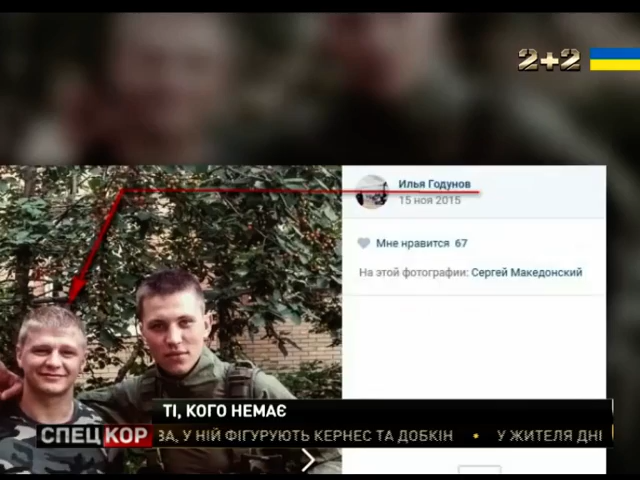 2+2
Илья Годунов
15 ноя 2015
Мне нравится 67
На этой фотографии: Сергей Македонский
ТІ, КОГО НЕМАЄ
СПЕЦКОР
ВА, У НІЙ ФІГУРУЮТЬ КЕРНЕС ТА ДОБКІН • У ЖИТЕЛЯ ДНІ